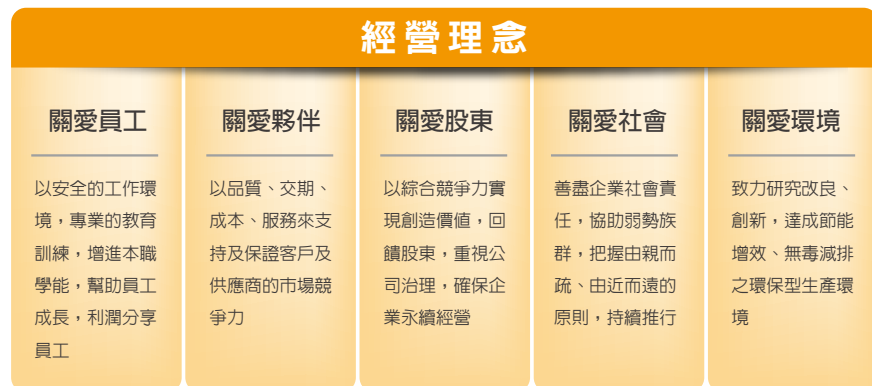 經營理念
關愛員工
以安全的工作環
境，專業的教育
訓練，增進本職
學能，幫助員工
成長，利潤分享
員工
關愛夥伴
以品質、交期、
成本、服務來支
持及保證客戶及
供應商的市場競
爭力
關愛股東
以綜合競爭力實
現創造價值，回
饋股東，重視公
司治理，確保企
業永續經營
關愛社會
善盡企業社會責
任，協助弱勢族
群，把握由親而
疏、由近而遠的
原則，持續推行
關愛環境
致力研究改良、
創新，達成節能
增效、無毒減排
之環保型生產環
境